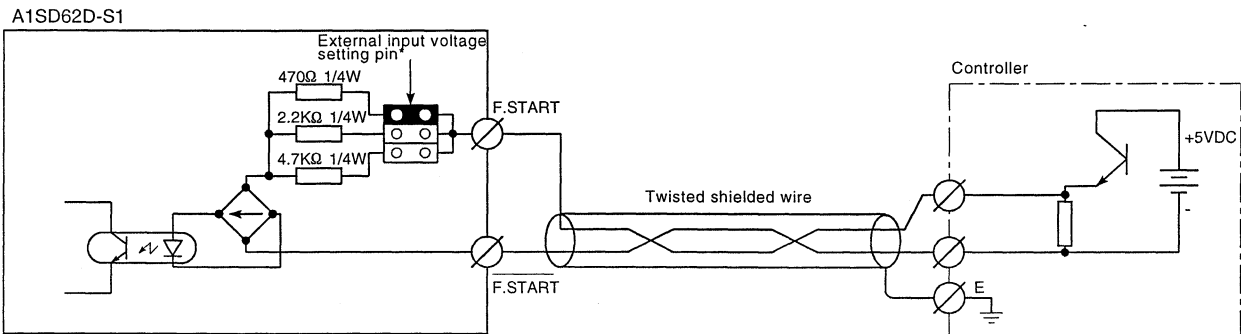 A1SD62D-S1
External input voltage
setting pin*
470Ω 1/4W
2.2KΩ 1/4W
4.7KΩ 1/4W
F.START
F.START
Twisted shielded wire
Controller
+5VDC
-
E